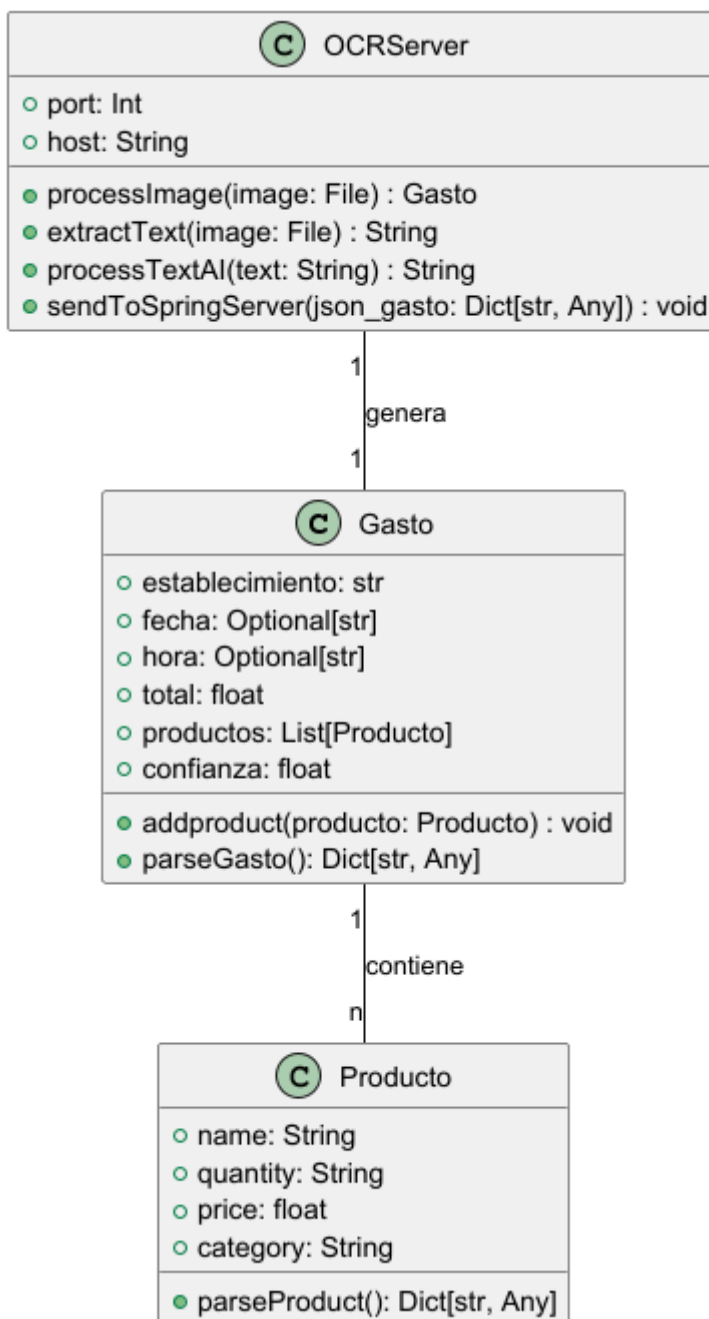 C OCRServer
port: Int
host: String
processImage(image: File) : Gasto
extractText(image: File) : String
processTextAI(text: String) : String
sendToSpringServer(json_gasto: Dict[str, Any]) : void
1
genera
1
C Gasto
establecimiento: str
fecha: Optional[str]
hora: Optional[str]
total: float
productos: List[Producto]
confianza: float
addproduct(producto: Producto) : void
parseGasto(): Dict[str, Any]
1
contiene
n
C Producto
name: String
quantity: String
price: float
category: String
parseProduct(): Dict[str, Any]